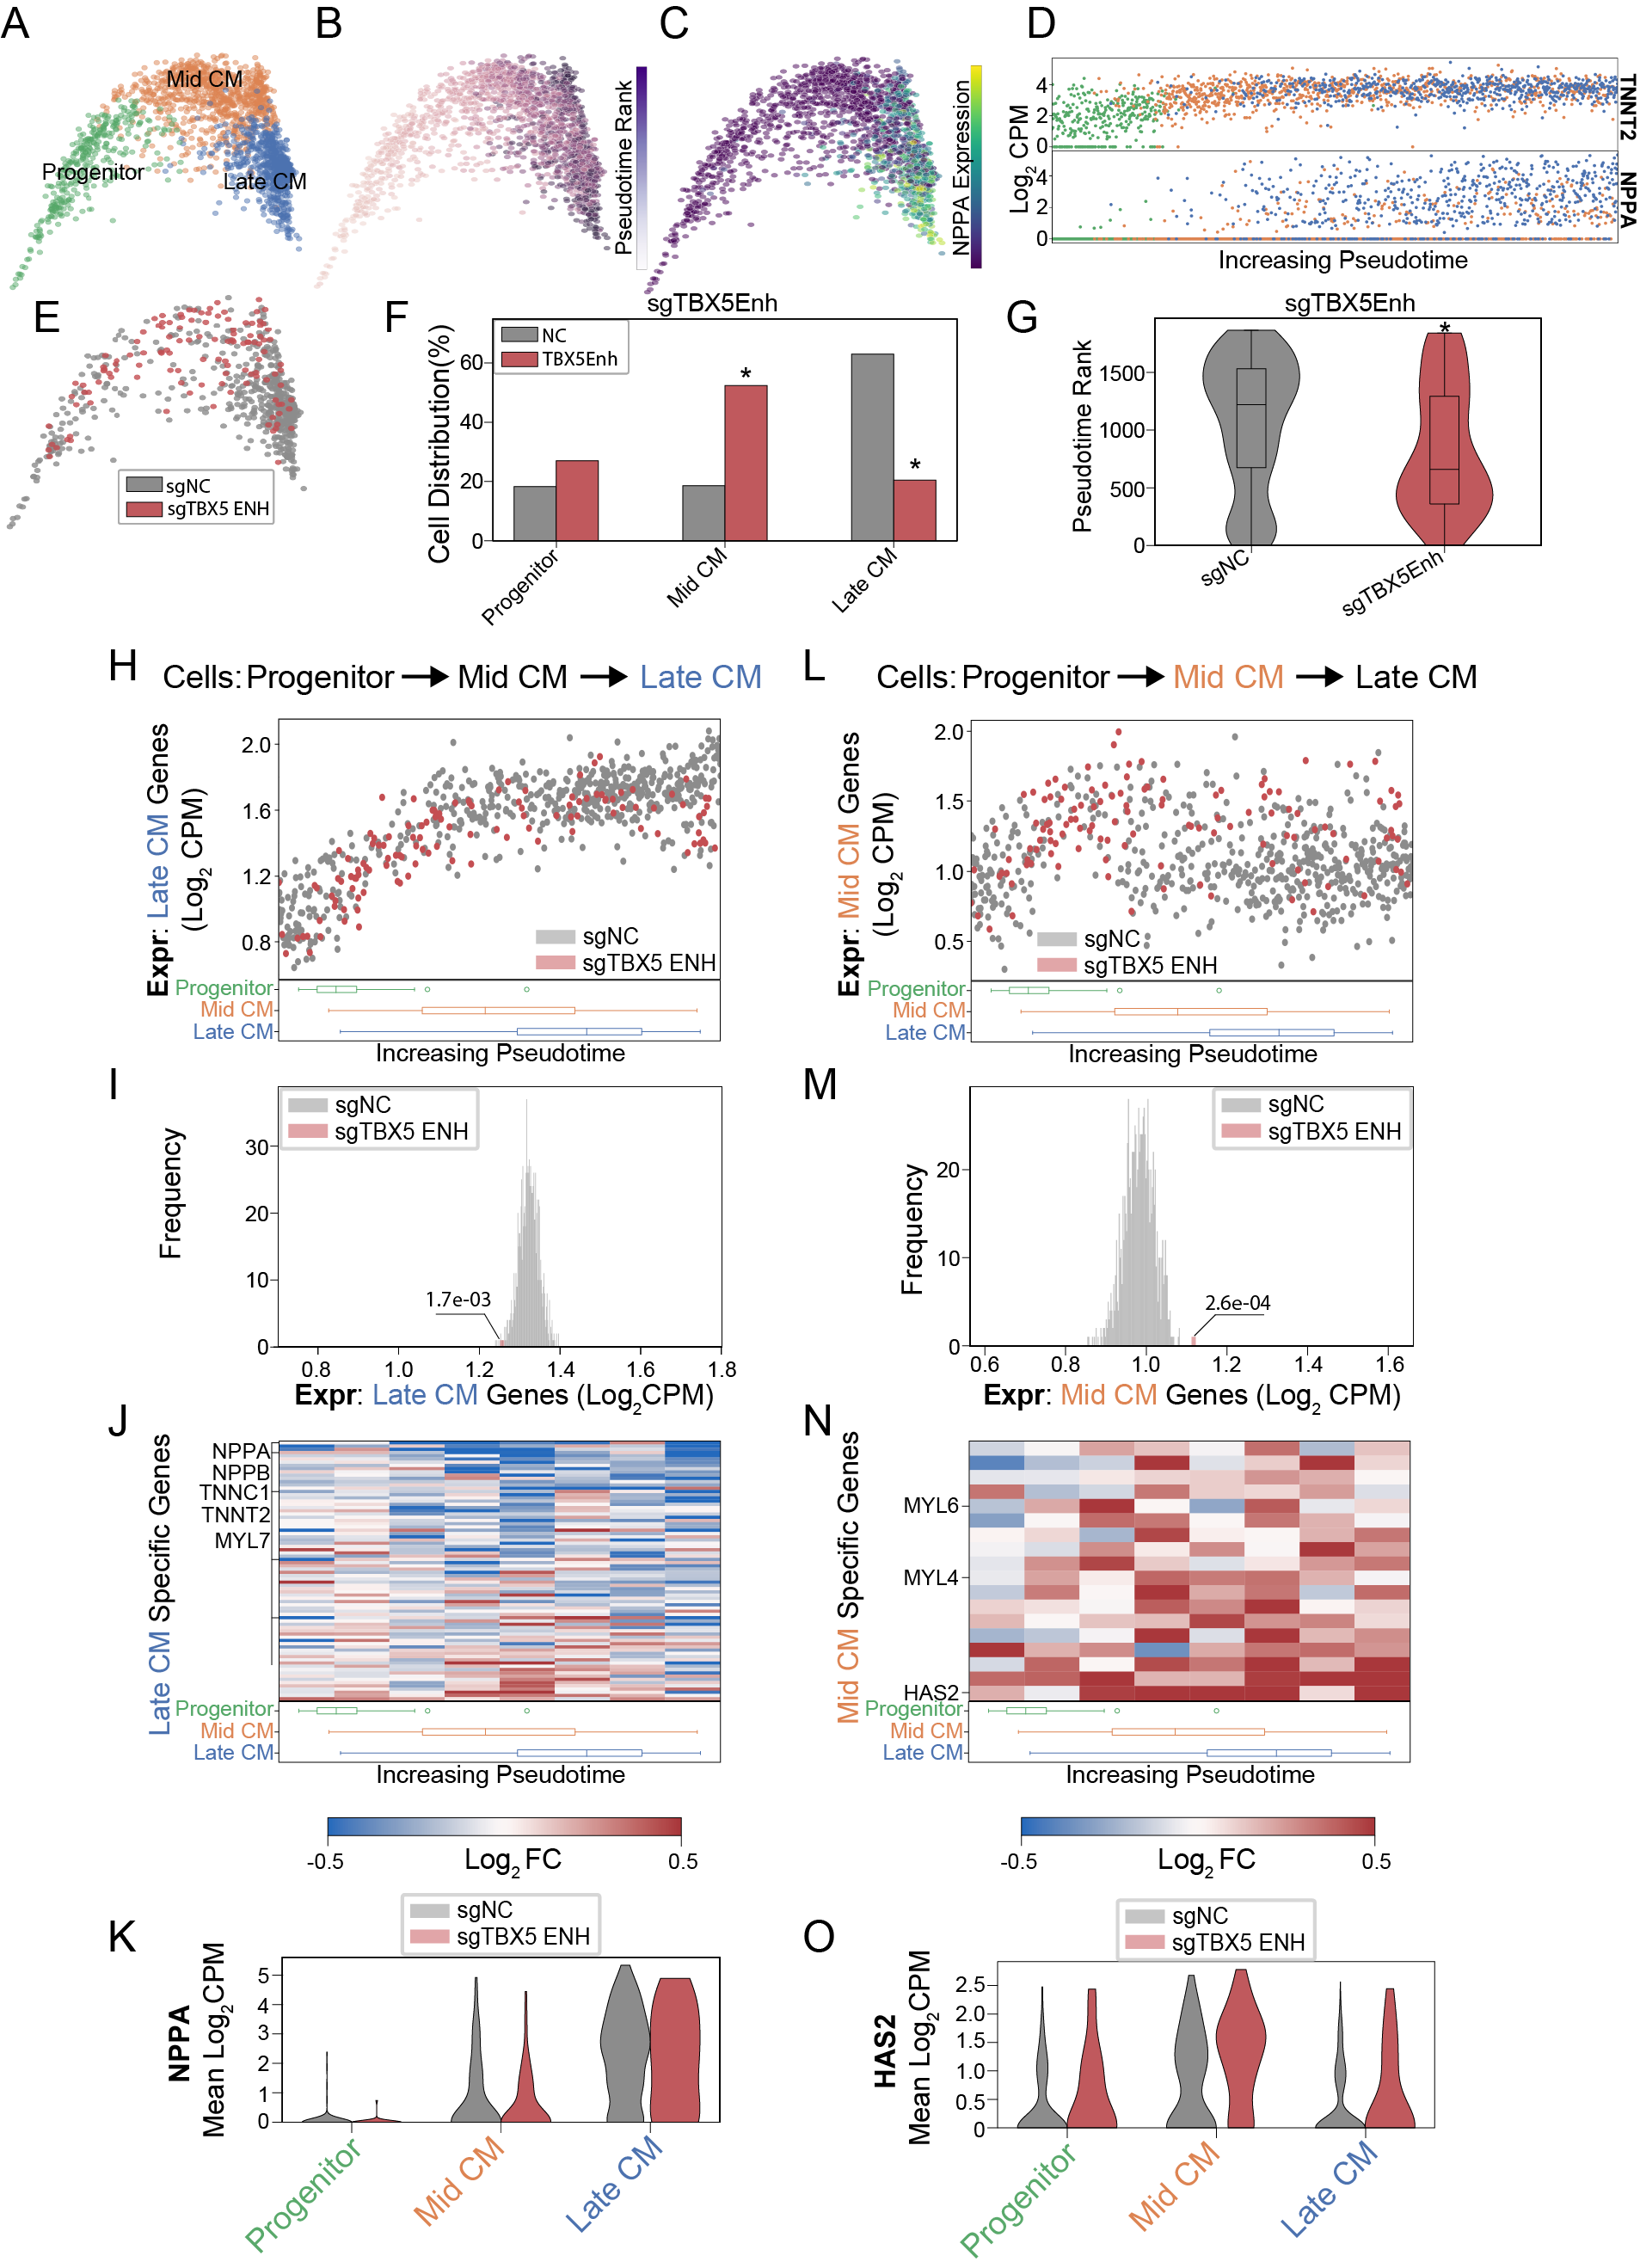 A
B
C
D
Mid CM
Progenitor
Late CM
Pseudotime Rank
NPPA Expression
Log2 CPM
4
2
0
4
2
0
TNNT2
NPPA
Increasing Pseudotime
E
sgNC
sgTBX5 ENH
F
sgTBX5Enh
NC
TBX5Enh
Cell Distribution(%)
60
40
20
0
Progenitor
Mid CM
Late CM
*
*
G
sgTBX5Enh
*
Pseudotime Rank
1500
1000
500
0
sgNC
sgTBX5Enh
H
Cells: Progenitor → Mid CM → Late CM
Expr: Late CM Genes
(Log2 CPM)
2.0
1.6
1.2
0.8
sgNC
sgTBX5 ENH
Progenitor
Mid CM
Late CM
Increasing Pseudotime
L
Cells: Progenitor → Mid CM → Late CM
Expr: Mid CM Genes
(Log2 CPM)
2.0
1.5
1.0
0.5
sgNC
sgTBX5 ENH
Progenitor
Mid CM
Late CM
Increasing Pseudotime
I
sgNC
sgTBX5 ENH
Frequency
30
20
10
0
1.7e-03
0.8 1.0 1.2 1.4 1.6 1.8
Expr: Late CM Genes (Log2CPM)
M
sgNC
sgTBX5 ENH
Frequency
20
10
0
2.6e-04
0.6 0.8 1.0 1.2 1.4 1.6
Expr: Mid CM Genes (Log2 CPM)
J
Late CM Specific Genes
NPPA
NPPB
TNNC1
TNNT2
MYL7
Progenitor
Mid CM
Late CM
Increasing Pseudotime
-0.5 Log2 FC 0.5
N
Mid CM Specific Genes
MYL6
MYL4
HAS2
Progenitor
Mid CM
Late CM
Increasing Pseudotime
-0.5 Log2 FC 0.5
K
sgNC
sgTBX5 ENH
NPPA
Mean Log2CPM
5
4
3
2
1
0
Progenitor
Mid CM
Late CM
O
sgNC
sgTBX5 ENH
HAS2
Mean Log2CPM
2.5
2.0
1.5
1.0
0.5
0
Progenitor
Mid CM
Late CM